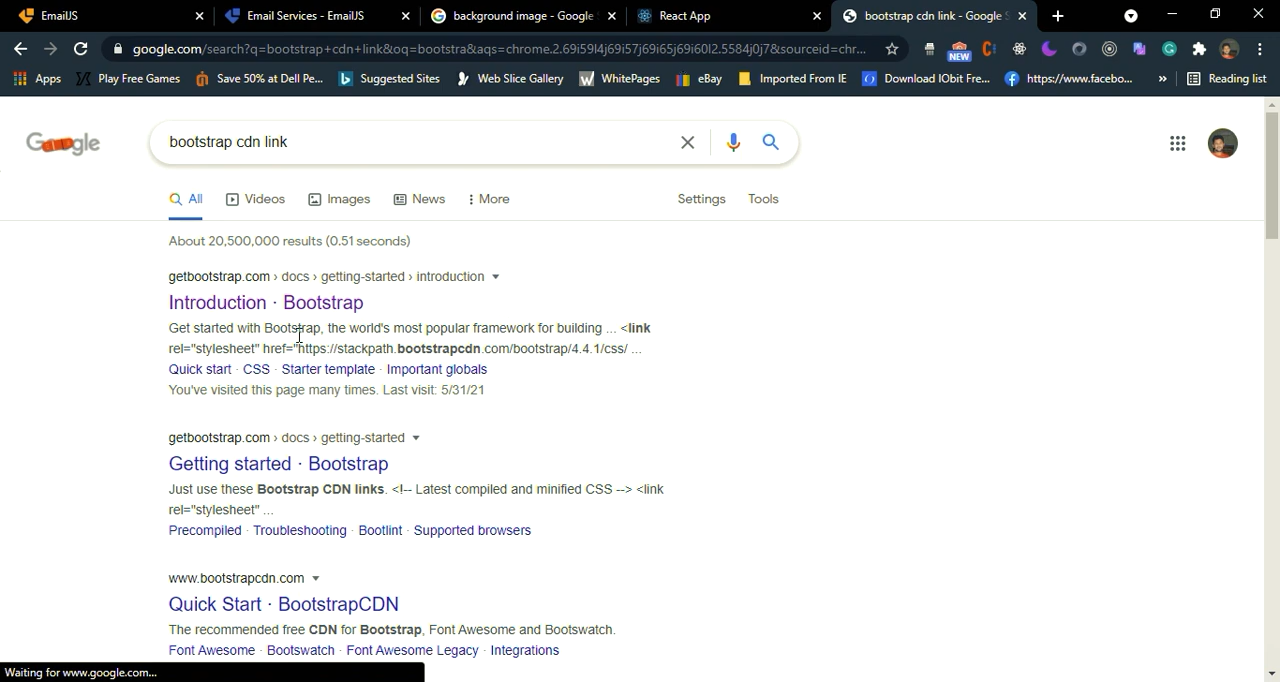 EmailJS
Email Services - EmailJS
background image - Google
React App
bootstrap cdn link - Google S
google.com/search?q=bootstrap+cdn+link&oq=bootstra&aqs=chrome.2.69i59l4j69i57j69i65j69i60l2.5584j0j7&sourceid=chr...
NEW
Apps
Play Free Games
Save 50% at Dell Pe...
Suggested Sites
Web Slice Gallery
WhitePages
eBay
Imported From IE
Download IObit Fre...
https://www.facebo...
»
Reading list
Google
bootstrap cdn link
All
Videos
Images
News
More
Settings
Tools
About 20,500,000 results (0.51 seconds)
getbootstrap.com › docs › getting-started › introduction
Introduction · Bootstrap
Get started with Bootstrap, the world's most popular framework for building ... <link
rel="stylesheet" href="https://stackpath.bootstrapcdn.com/bootstrap/4.4.1/css/ ...
Quick start · CSS · Starter template · Important globals
You've visited this page many times. Last visit: 5/31/21
getbootstrap.com › docs › getting-started
Getting started · Bootstrap
Just use these Bootstrap CDN links. <!-- Latest compiled and minified CSS --> <link
rel="stylesheet" ...
Precompiled · Troubleshooting · Bootlint · Supported browsers
www.bootstrapcdn.com
Quick Start · BootstrapCDN
The recommended free CDN for Bootstrap, Font Awesome and Bootswatch.
Font Awesome · Bootswatch · Font Awesome Legacy · Integrations
Waiting for www.google.com...